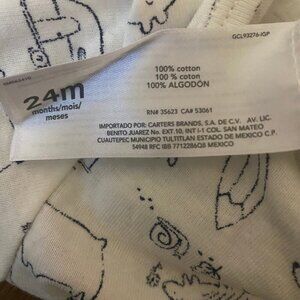 GCL93276-IGP
24m
months/mois/
meses
100% cotton
100 % coton
100% ALGODÓN
RN# 35623 CA# 53061
IMPORTADO POR: CARTERS BRANDS, S.A. DE C.V. AV. LIC.
BENITO JUAREZ No. EXT.10, INT I-1 COL. SAN MATEO
CUAUTEPEC MUNICIPIO TULTITLAN ESTADO DE MEXICO C.P.
54948 RFC IBB 7712286Q8 MEXICO